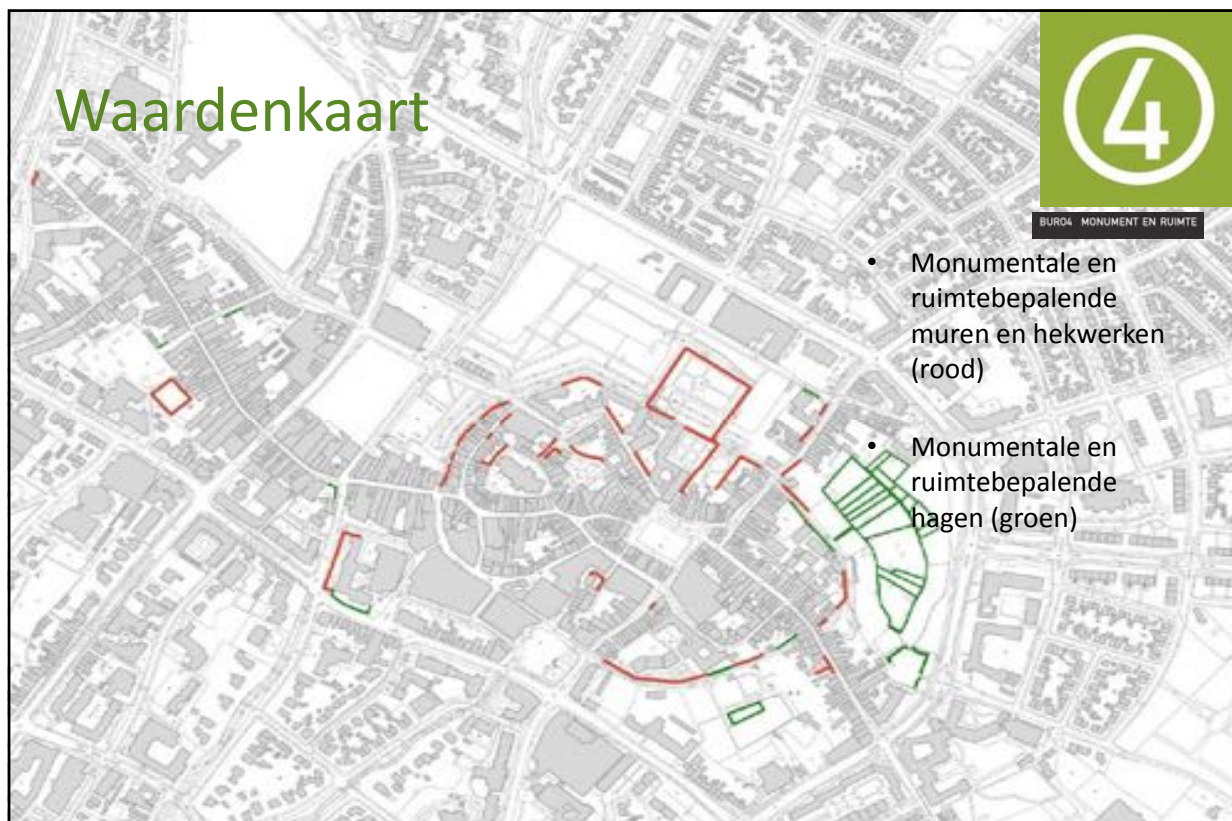 Waardenkaart
4
BURO4 MONUMENT EN RUIMTE
• Monumentale en
ruimtebepalende
muren en hekwerken
(rood)
• Monumentale en
ruimtebepalende
hagen (groen)